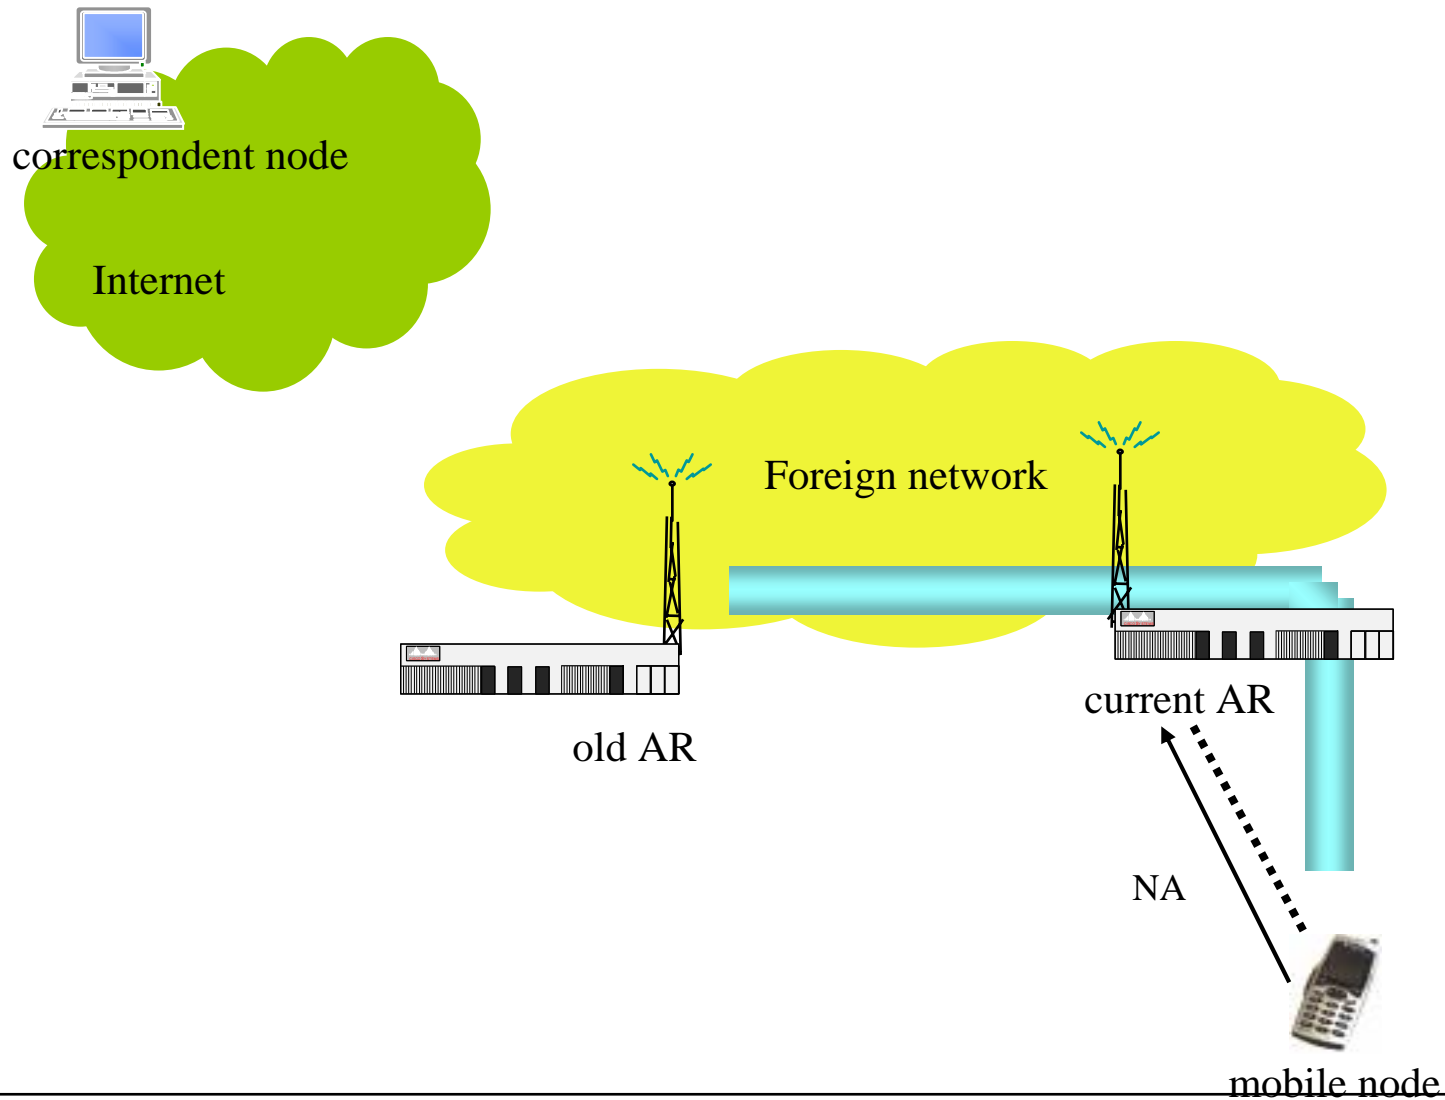 correspondent node
Internet
Foreign network
current AR
old AR
NA
mobile node